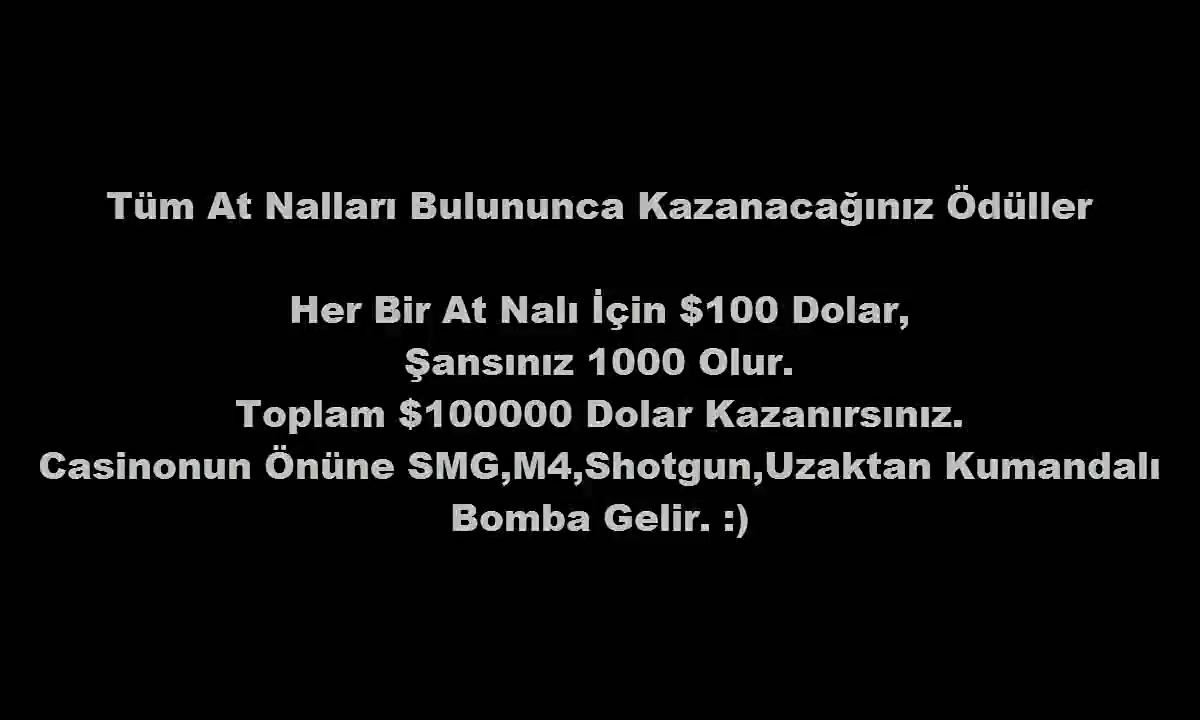 Tüm At Nalları Bulununca Kazanacağınız Ödüller
Her Bir At Nalı İçin $100 Dolar,
Şansınız 1000 Olur.
Toplam $100000 Dolar Kazanırsınız.
Casinonun Önüne SMG,M4,Shotgun,Uzaktan Kumandalı
Bomba Gelir. :)